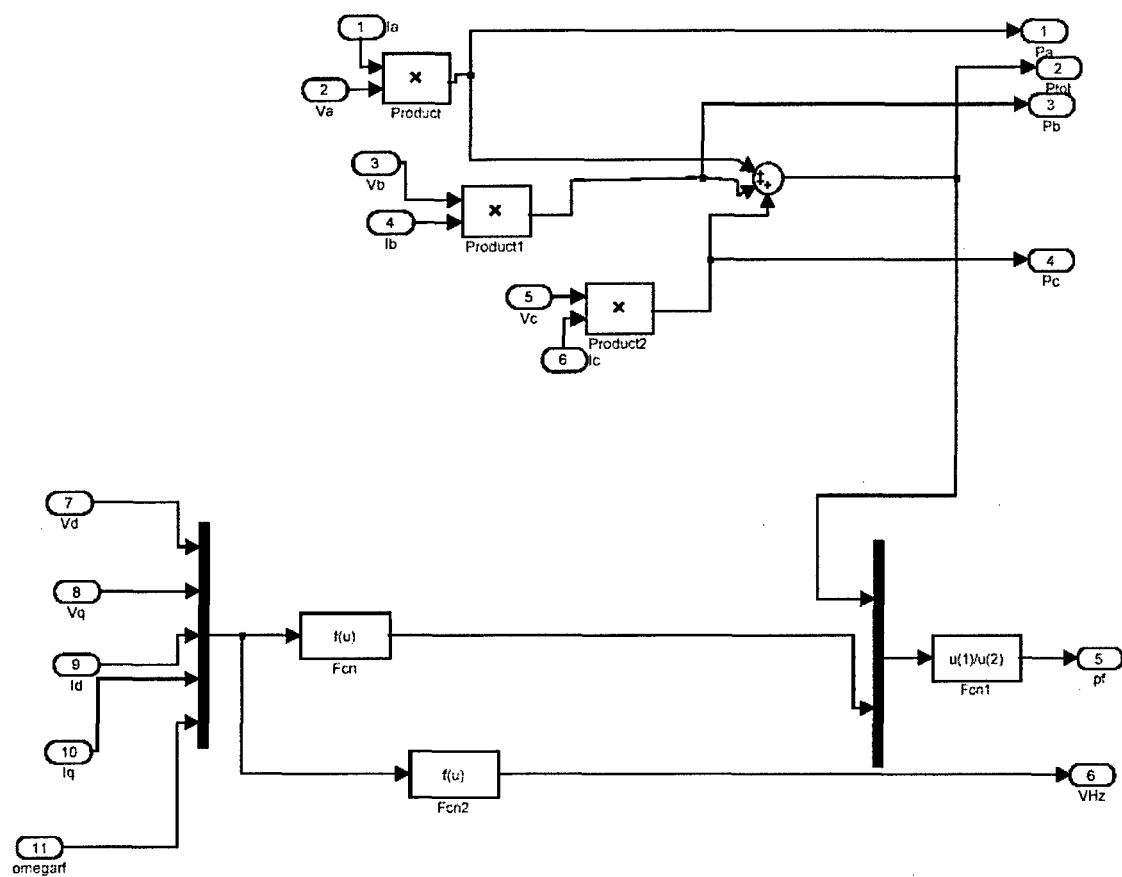 1 Ia
2
Va
×
Product
1
Pa
2
Ptot
3
Pb
3
Vb
4
Ib
×
Product1
+
+
+
4
Pc
5
Vc
6 Ic
×
Product2
7
Vd
8
Vq
9
Id
10
Iq
11
omegarf
f(u)
Fcn
f(u)
Fcn2
u(1)/u(2)
Fcn1
5
pf
6
VHz